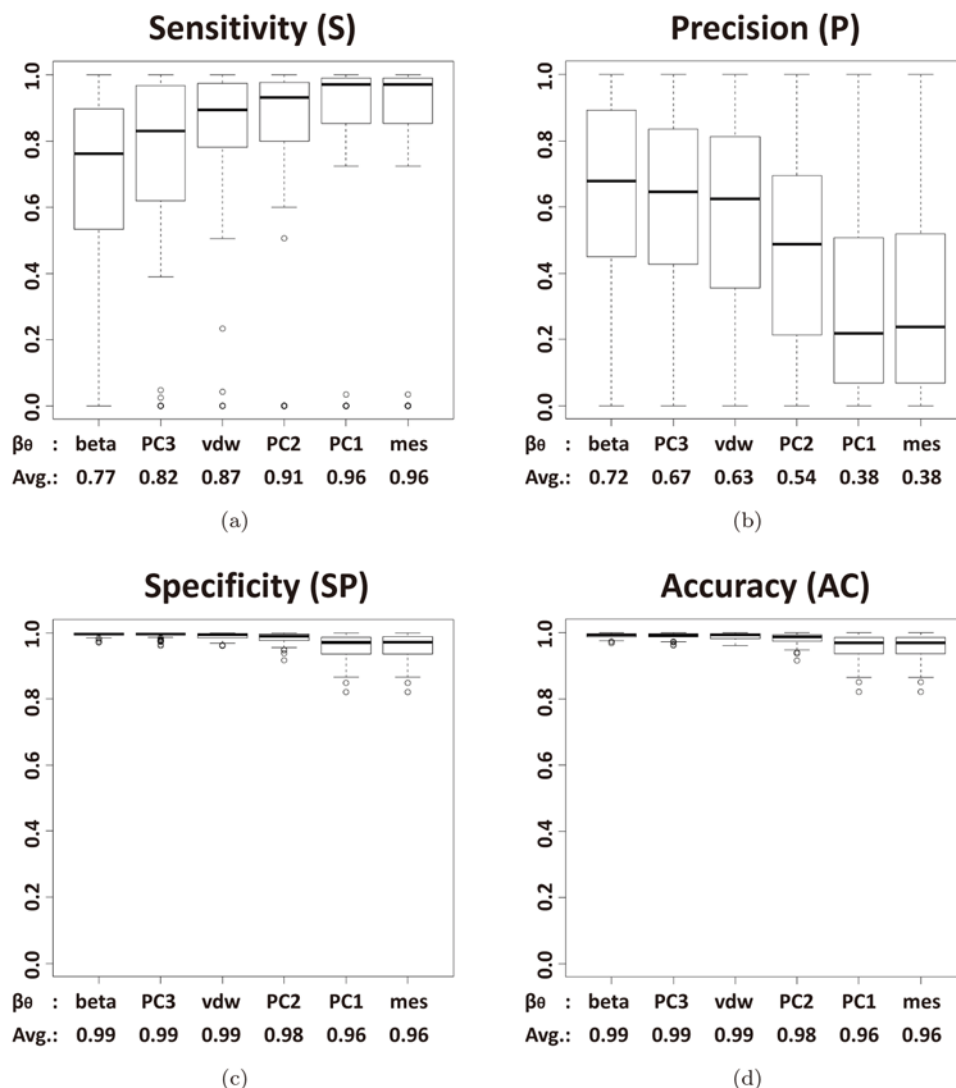 Sensitivity (S)
1.0
0.8
0.6
0.4
0.2
0.0
βθ : beta PC3 vdw PC2 PC1 mes
Avg.: 0.77 0.82 0.87 0.91 0.96 0.96
(a)
Precision (P)
1.0
0.8
0.6
0.4
0.2
0.0
βθ : beta PC3 vdw PC2 PC1 mes
Avg.: 0.72 0.67 0.63 0.54 0.38 0.38
(b)
Specificity (SP)
1.0
0.8
0.6
0.4
0.2
0.0
βθ : beta PC3 vdw PC2 PC1 mes
Avg.: 0.99 0.99 0.99 0.98 0.96 0.96
(c)
Accuracy (AC)
1.0
0.8
0.6
0.4
0.2
0.0
βθ : beta PC3 vdw PC2 PC1 mes
Avg.: 0.99 0.99 0.99 0.98 0.96 0.96
(d)